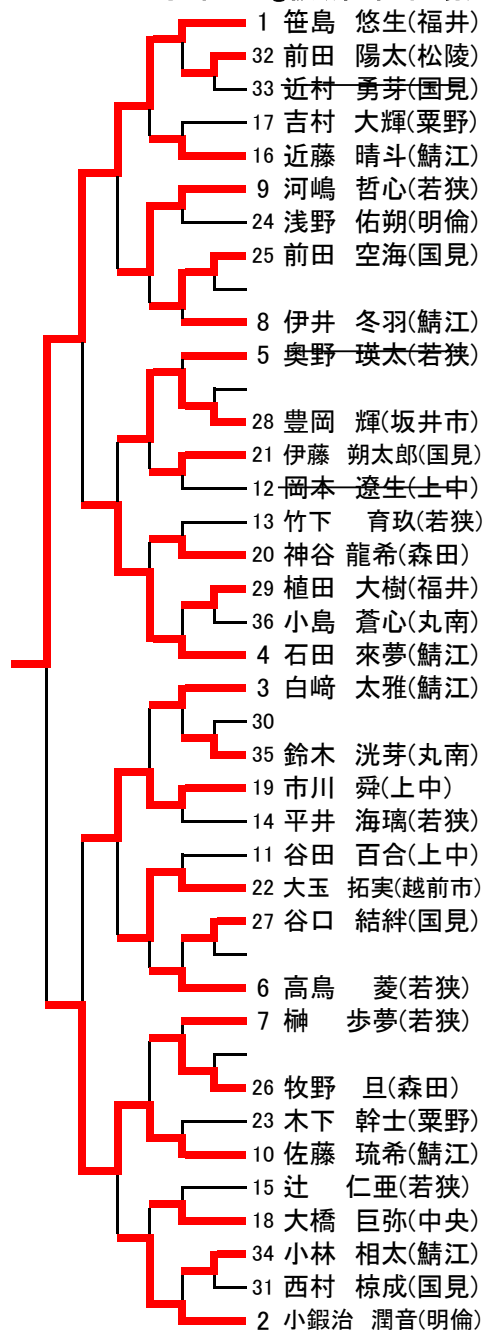 1 笹島 悠生(福井)
32 前田 陽太(松陵)
33 近村 勇芽(国見)
17 吉村 大輝(粟野)
16 近藤 晴斗(鯖江)
9 河嶋 哲心(若狭)
24 浅野 佑朔(明倫)
25 前田 空海(国見)
8 伊井 冬羽(鯖江)
5 奥野 瑛太(若狭)
28 豊岡 輝(坂井市)
21 伊藤 朔太郎(国見)
12 岡本 遼生(上中)
13 竹下 育玖(若狭)
20 神谷 龍希(森田)
29 植田 大樹(福井)
36 小島 蒼心(丸南)
4 石田 來夢(鯖江)
3 白﨑 太雅(鯖江)
30
35 鈴木 洸芽(丸南)
19 市川 舜(上中)
14 平井 海璃(若狭)
11 谷田 百合(上中)
22 大玉 拓実(越前市)
27 谷口 結絆(国見)
6 高鳥 菱(若狭)
7 榊 歩夢(若狭)
26 牧野 旦(森田)
23 木下 幹士(粟野)
10 佐藤 琉希(鯖江)
15 辻 仁亜(若狭)
18 大橋 巨弥(中央)
34 小林 相太(鯖江)
31 西村 椋成(国見)
2 小鍜治 潤音(明倫)